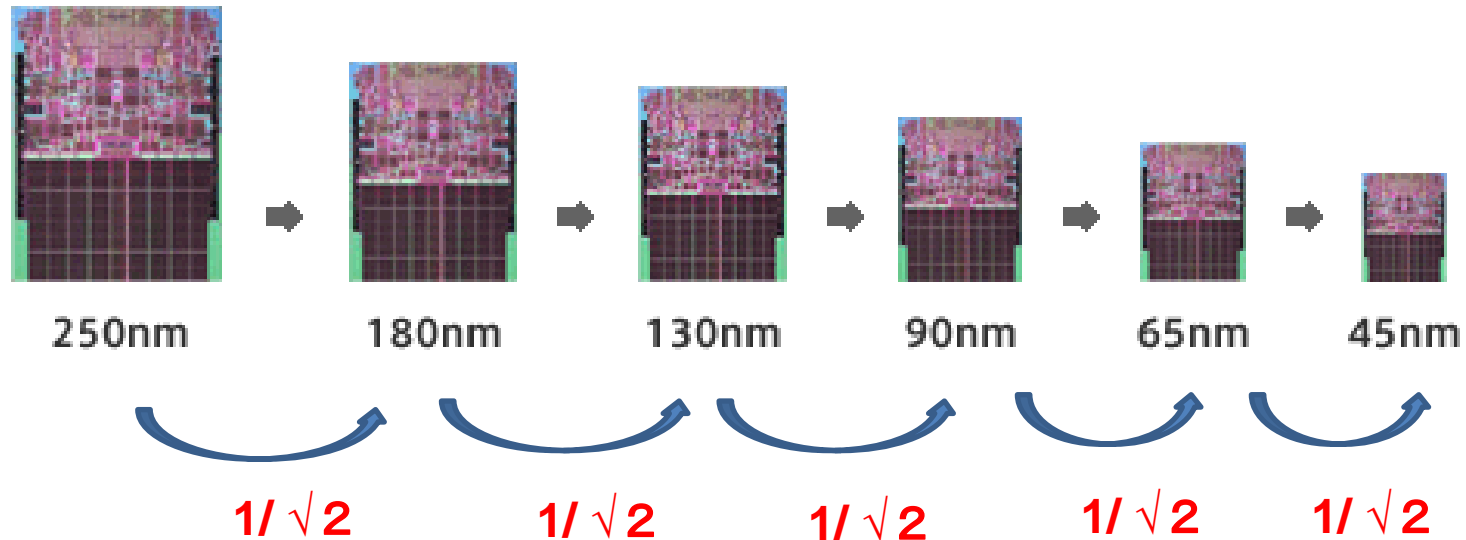 250nm 180nm 130nm 90nm 65nm 45nm
1/ √2 1/ √2 1/ √2 1/ √2 1/ √2